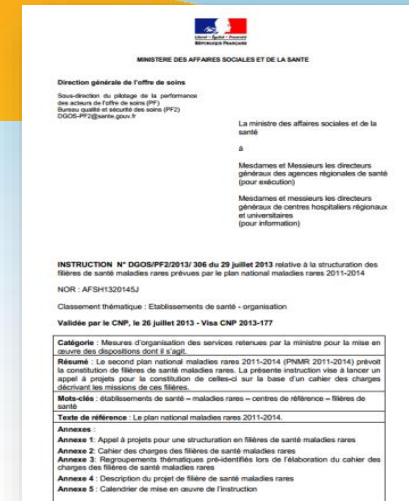 Liberté • Égalité • Fraternité
RÉPUBLIQUE FRANÇAISE
MINISTERE DES AFFAIRES SOCIALES ET DE LA SANTE
Direction générale de l'offre de soins
Sous-direction du pilotage de la performance
des acteurs de l'offre de soins (PF)
Bureau qualité et sécurité des soins (PF2)
DGOS-PF2@sante.gouv.fr
La ministre des affaires sociales et de la
santé
à
Mesdames et Messieurs les directeurs
généraux des agences régionales de santé
(pour exécution)
Mesdames et messieurs les directeurs
généraux de centres hospitaliers régionaux
et universitaires
(pour information)
INSTRUCTION N° DGOS/PF2/2013/ 306 du 29 juillet 2013 relative à la structuration des
filières de santé maladies rares prévues par le plan national maladies rares 2011-2014
NOR : AFSH1320145J
Classement thématique : Etablissements de santé - organisation
Validée par le CNP, le 26 juillet 2013 - Visa CNP 2013-177
Catégorie : Mesures d'organisation des services retenues par la ministre pour la mise en
œuvre des dispositions dont il s'agit.
Résumé : Le second plan national maladies rares 2011-2014 (PNMR 2011-2014) prévoit
la constitution de filières de santé maladies rares. La présente instruction vise à lancer un
appel à projets pour la constitution de celles-ci sur la base d'un cahier des charges
décrivant les missions de ces filières.
Mots-clés : établissements de santé – maladies rares – centres de référence – filières de
santé
Texte de référence : Le plan national maladies rares 2011-2014.
Annexes :
Annexe 1: Appel à projets pour une structuration en filières de santé maladies rares
Annexe 2: Cahier des charges des filières de santé maladies rares
Annexe 3: Regroupements thématiques pré-identifiés lors de l'élaboration du cahier des
charges des filières de santé maladies rares
Annexe 4 : Description du projet de filière de santé maladies rares
Annexe 5 : Calendrier de mise en œuvre de l'instruction